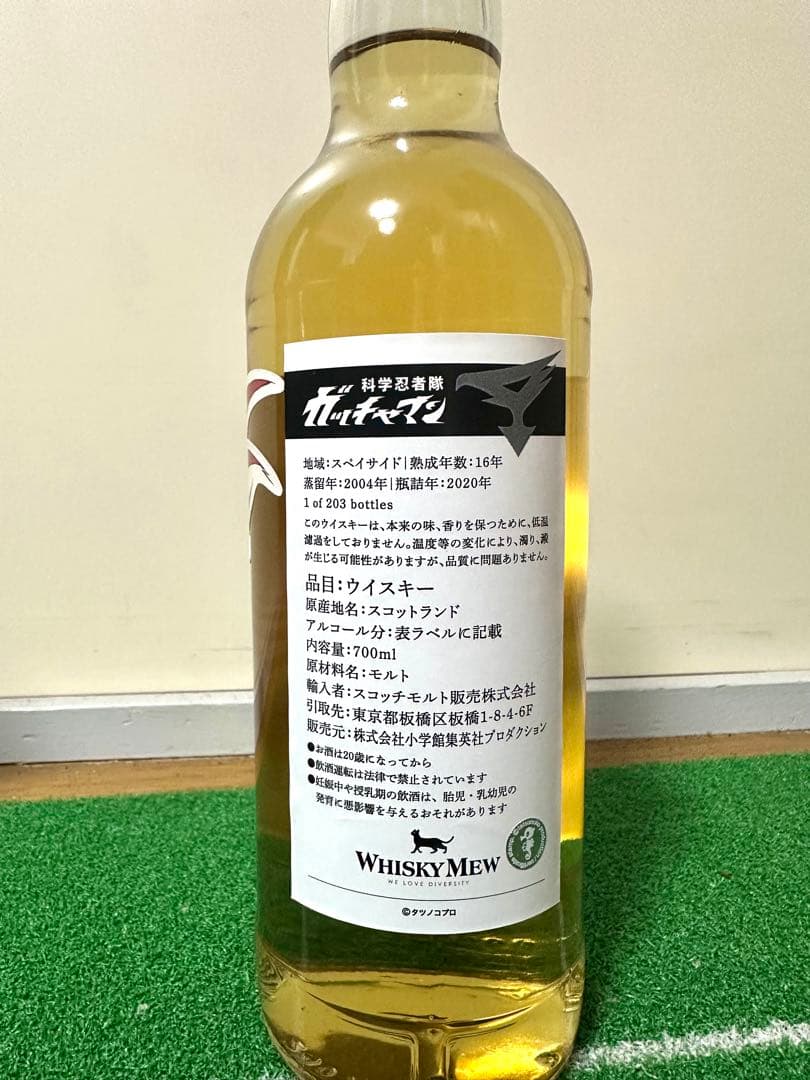 科学忍者隊
ガッチャマン
地域：スペイサイド|熟成年数：16年
蒸留年：2004年|瓶詰年：2020年
1 of 203 bottles
このウイスキーは、本来の味、香りを保つために、低温
濾過をしておりません。温度等の変化により、濁り、澱
が生じる可能性がありますが、品質に問題ありません。
品目：ウイスキー
原産地名：スコットランド
アルコール分：表ラベルに記載
内容量：700ml
原材料名：モルト
輸入者：スコッチモルト販売株式会社
引取先：東京都板橋区板橋1-8-4-6F
販売元：株式会社小学館集英社プロダクション
●お酒は20歳になってから
●飲酒運転は法律で禁止されています
●妊娠中や授乳期の飲酒は、胎児・乳幼児の
発育に悪影響を与えるおそれがあります
WHISKY MEW
WE LOVE DIVERSITY
©タツノコプロ